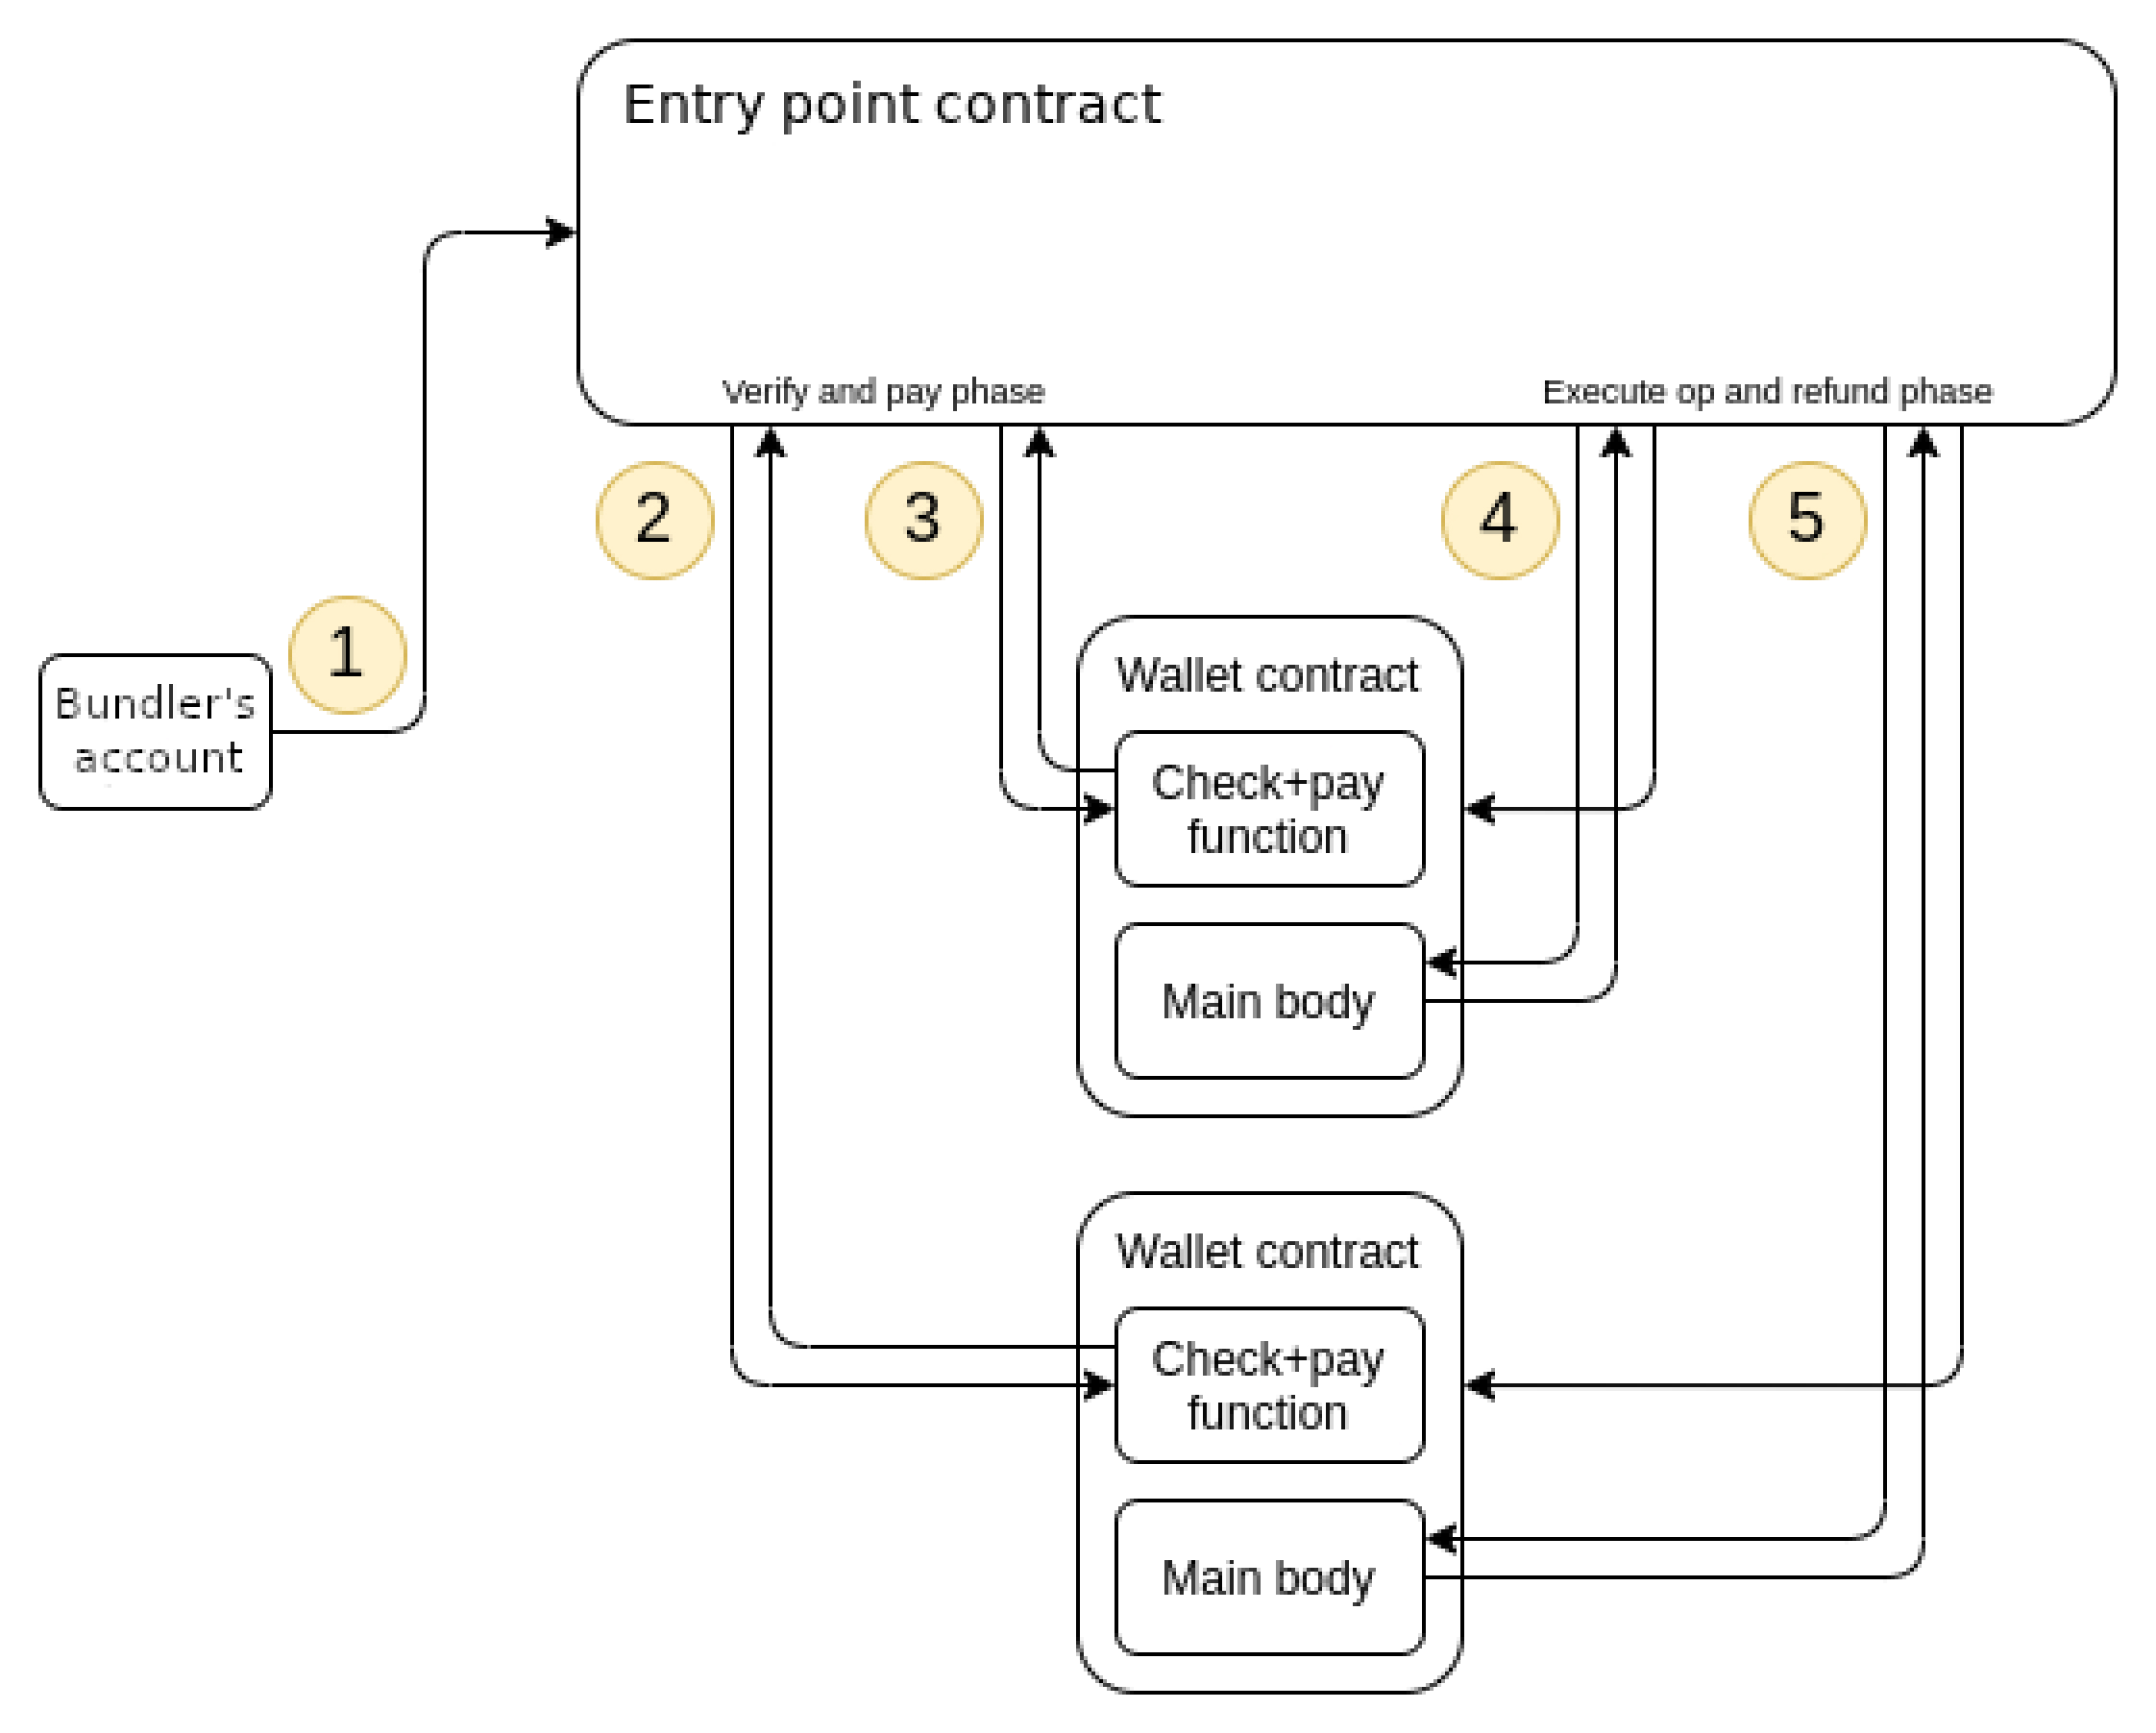 Entry point contract
Verify and pay phase
Execute op and refund phase
1
2
3
4
5
Bundler's
account
Wallet contract
Check+pay
function
Main body
Wallet contract
Check+pay
function
Main body